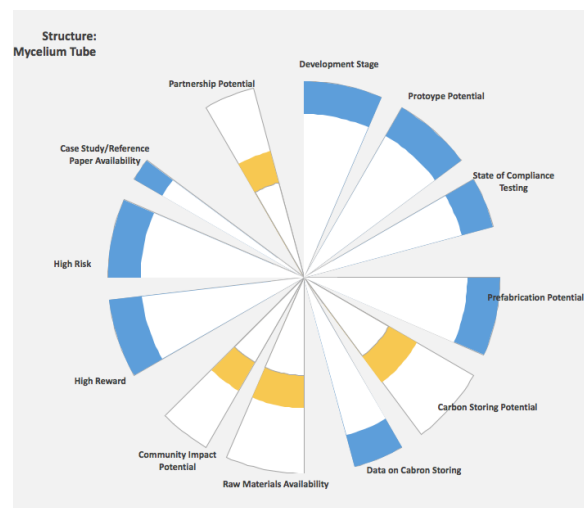 Structure:
Mycelium Tube
Development Stage
Partnership Potential
Protoype Potential
Case Study/Reference
Paper Availability
State of Compliance
Testing
High Risk
Prefabrication Potential
High Reward
Carbon Storing Potential
Community Impact
Potential
Data on Cabron Storing
Raw Materials Availability